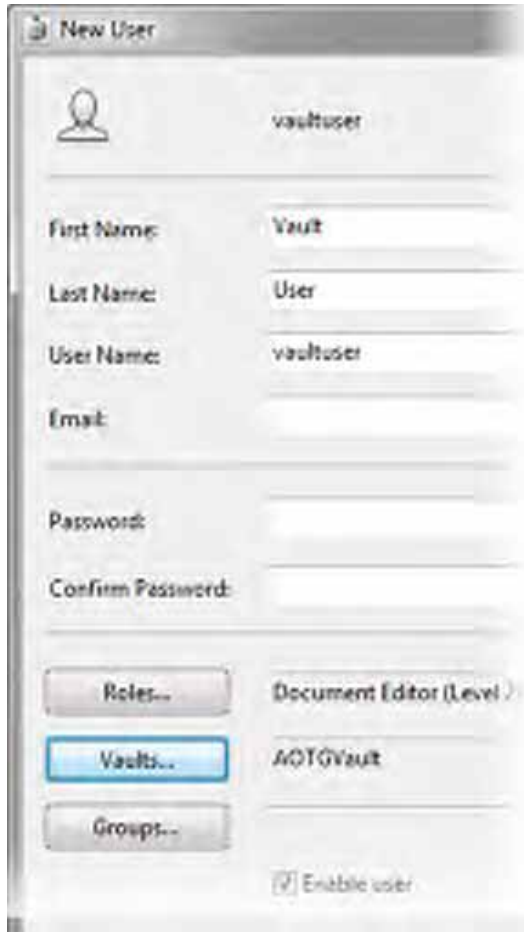 New User
vaultuser
First Name: Vault
Last Name: User
User Name: vaultuser
Email:
Password:
Confirm Password:
Roles... Document Editor (Level 2
Vaults... AOTGVault
Groups...
Enable user